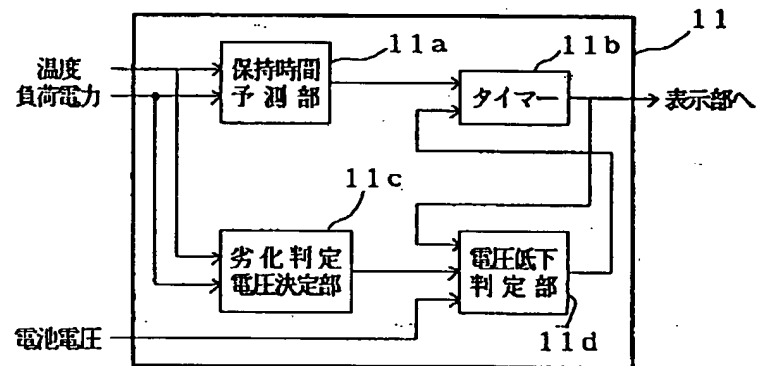 11
11a
11b
温度
負荷電力
保持時間
予測部
タイマー
表示部へ
11c
劣化判定
電圧決定部
電圧低下
判定部
電池電圧
11d